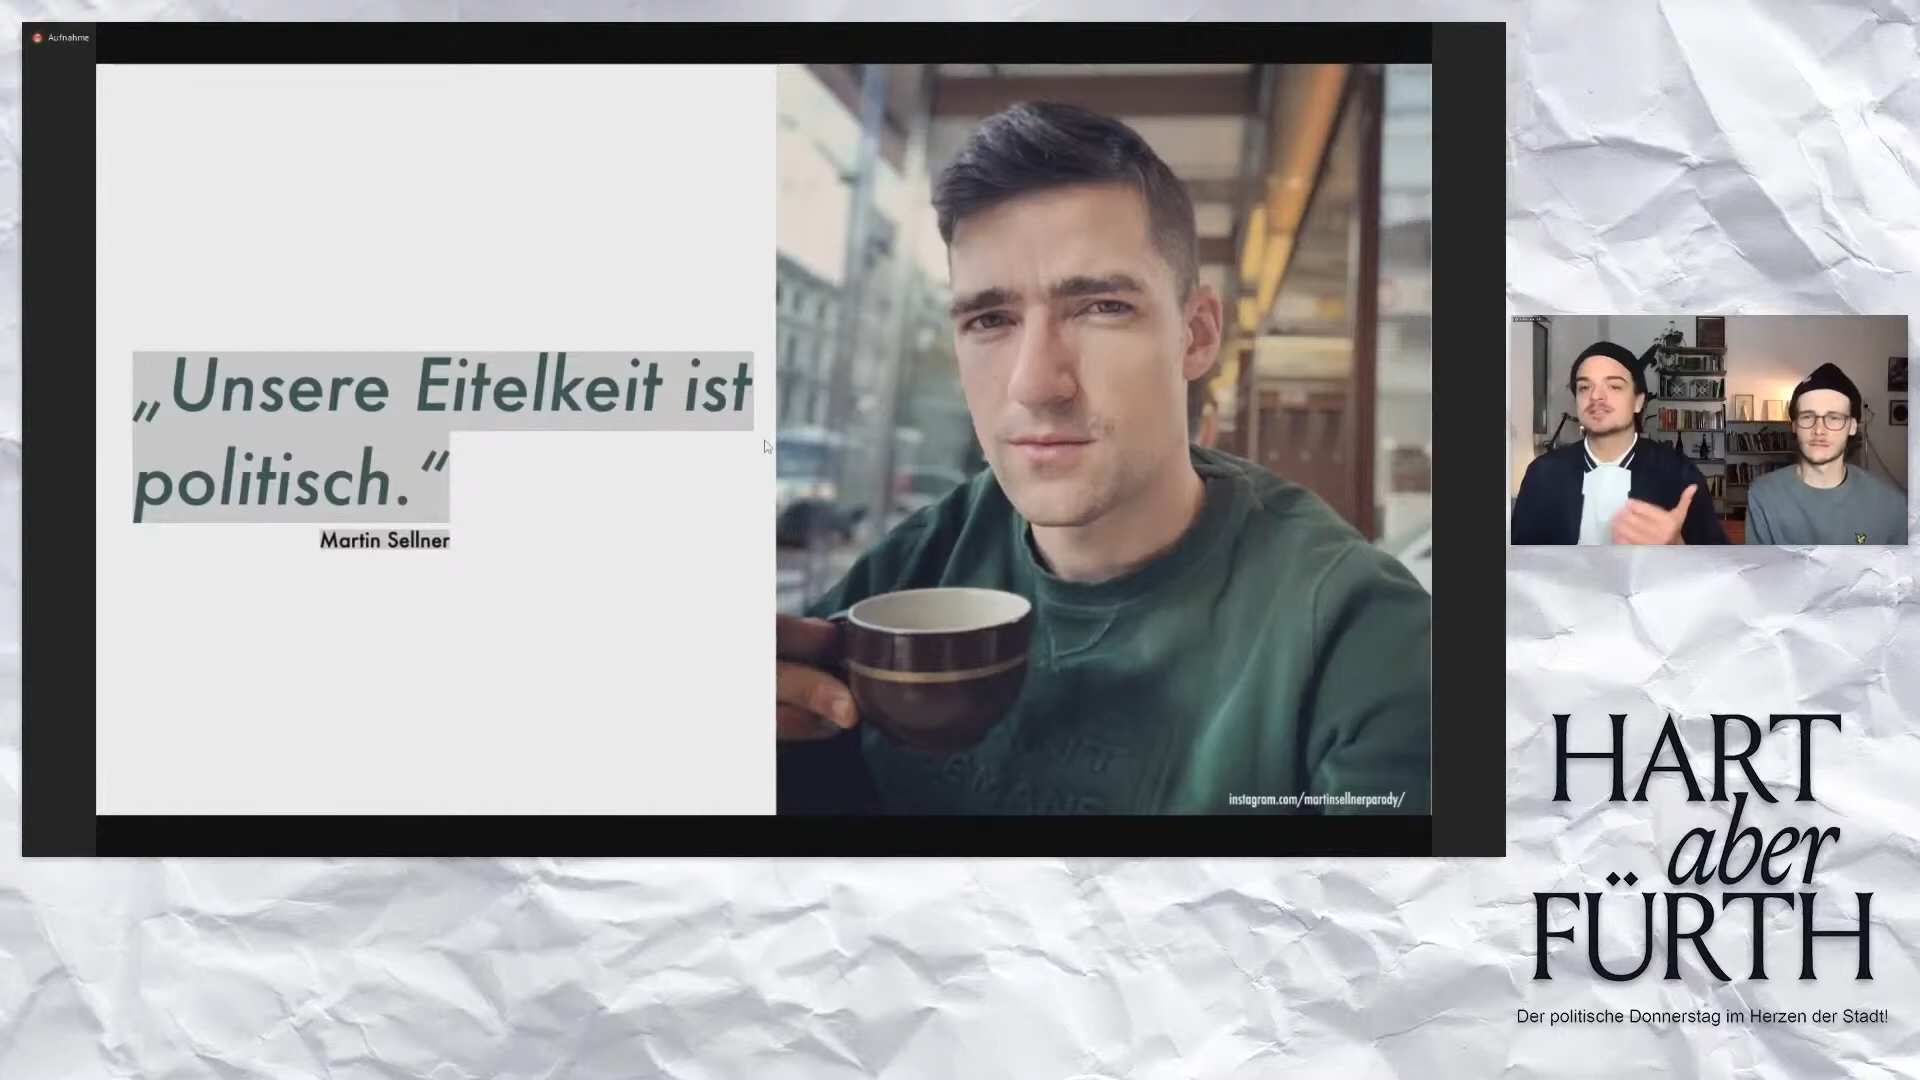 Aufnahme
„Unsere Eitelkeit ist
politisch.“
Martin Sellner
instagram.com/martinsellnerparody/
HART
aber
FÜRTH
Der politische Donnerstag im Herzen der Stadt!